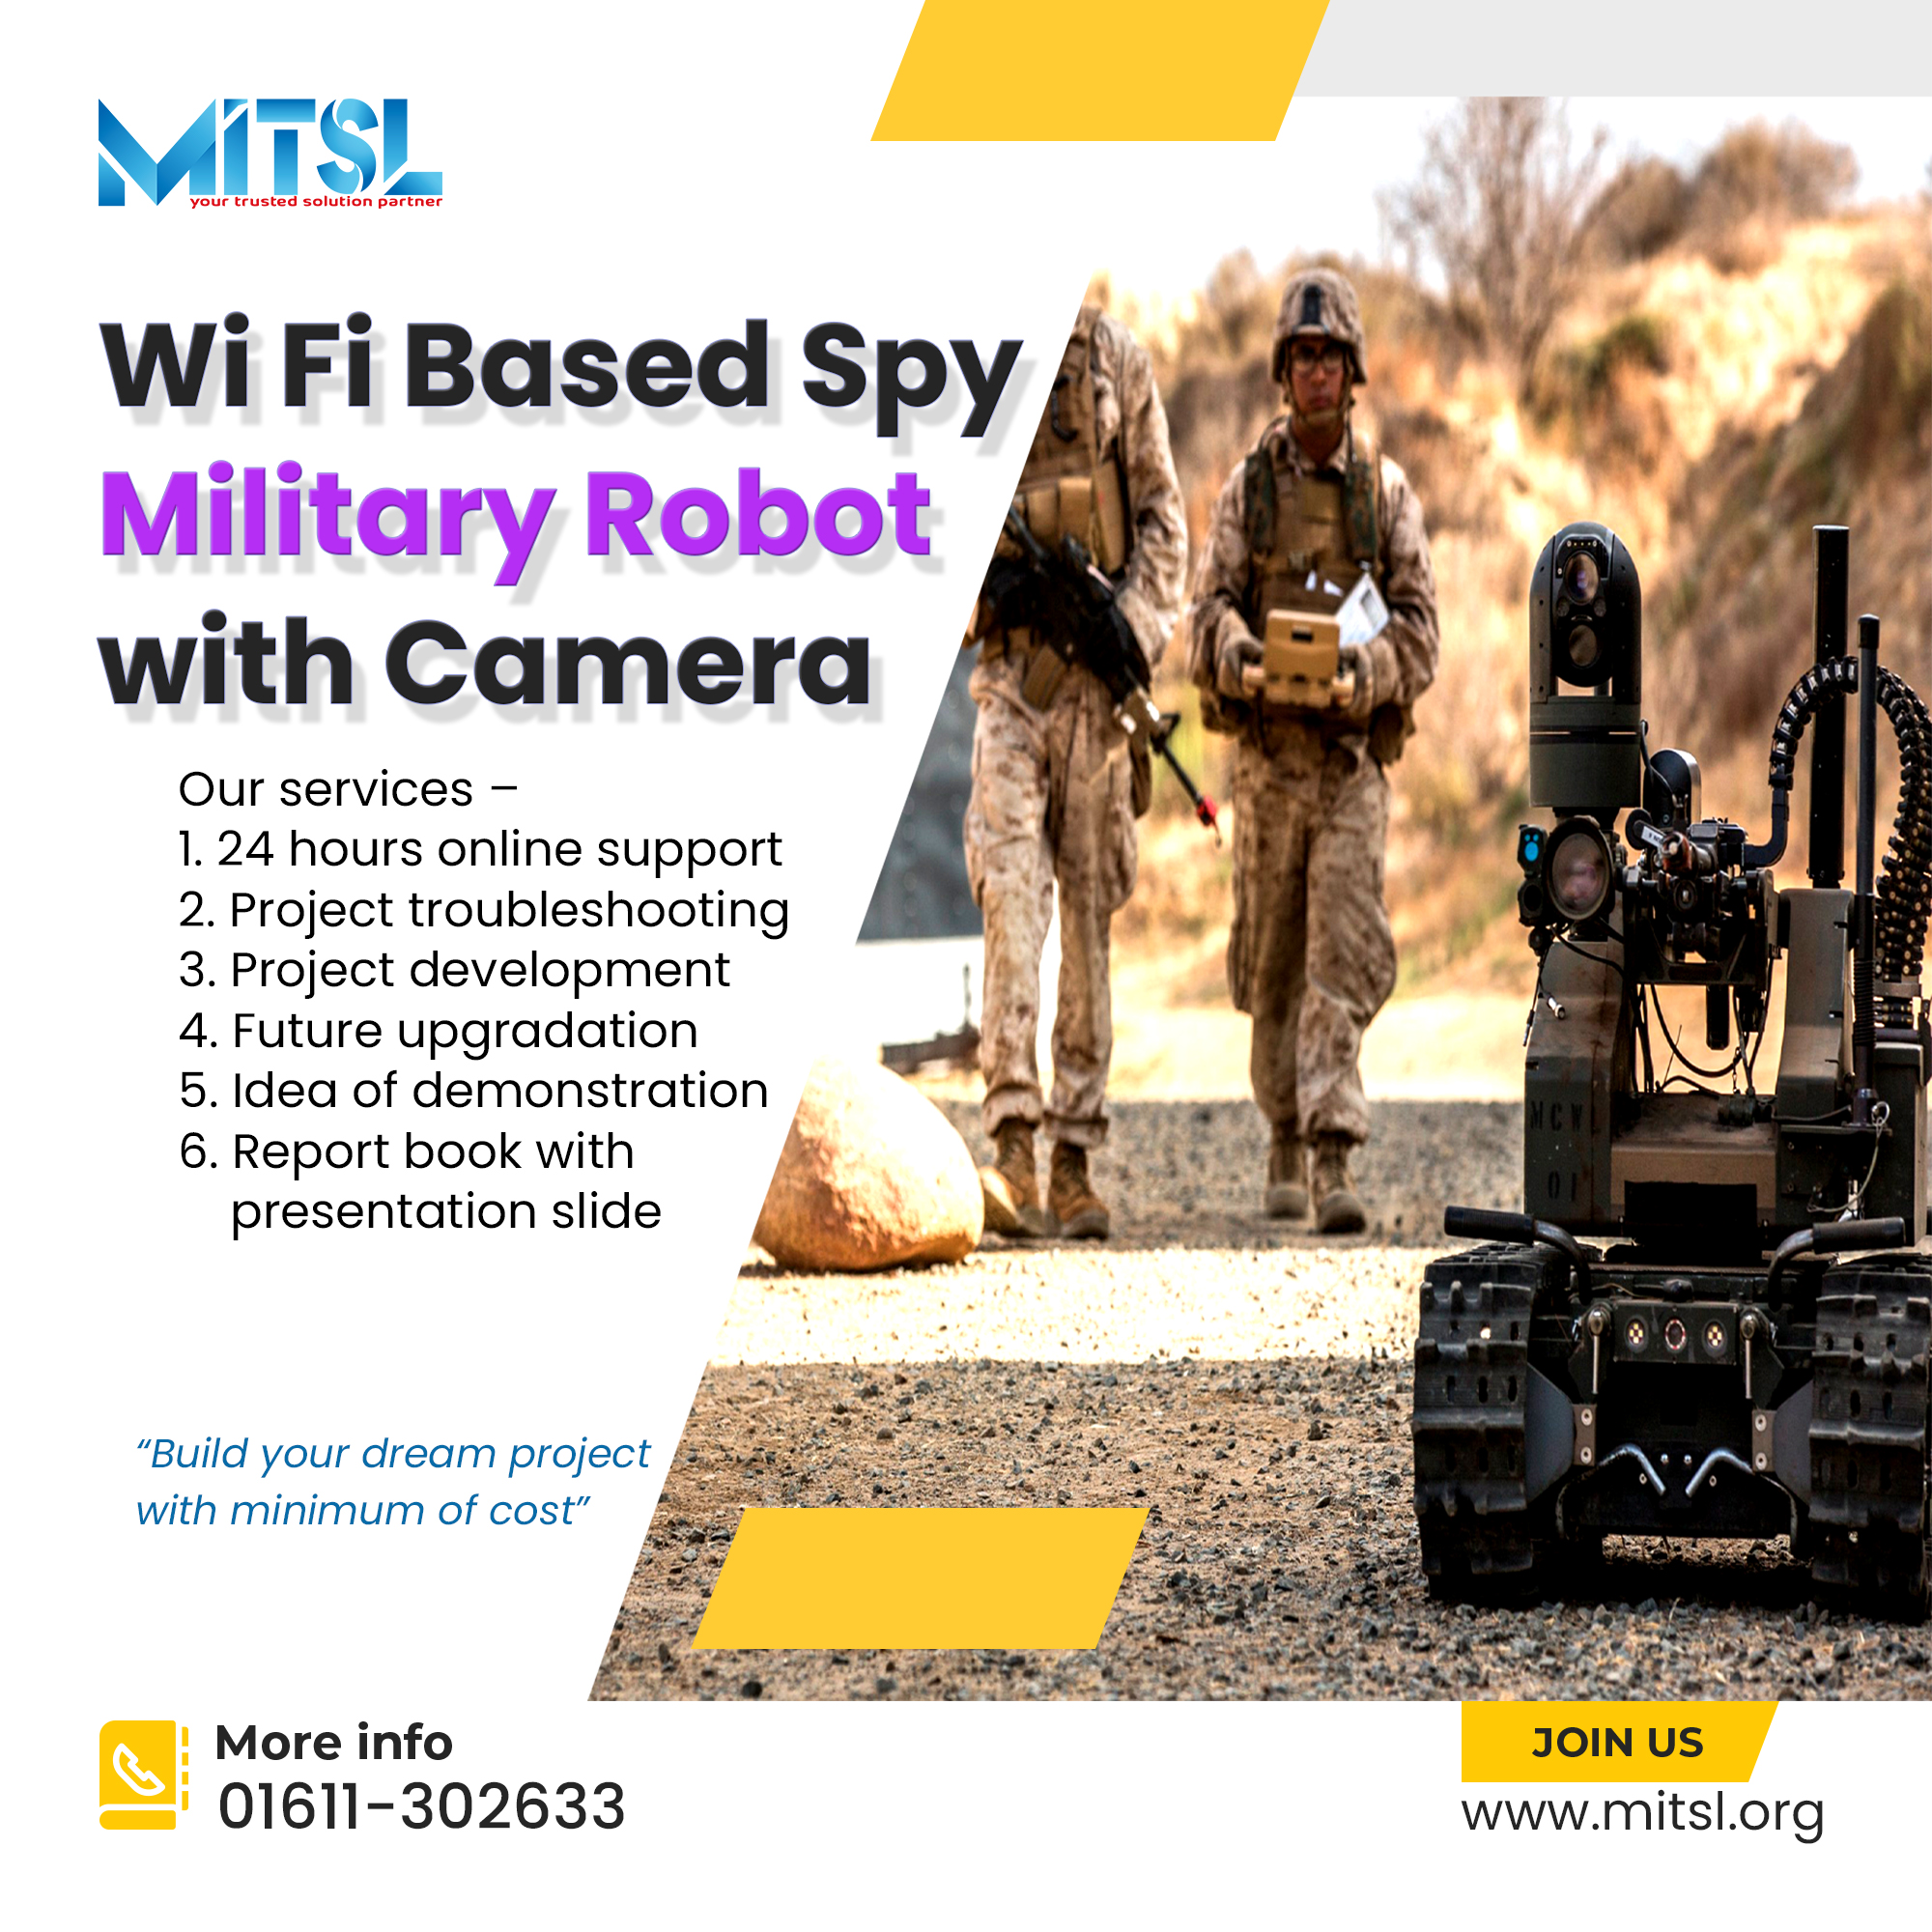 MiTSL
your trusted solution partner
Wi Fi Based Spy
Military Robot
with Camera
Our services –
1. 24 hours online support
2. Project troubleshooting
3. Project development
4. Future upgradation
5. Idea of demonstration
6. Report book with
presentation slide
“Build your dream project
with minimum of cost”
MCWL
01
More info
01611-302633
JOIN US
www.mitsl.org